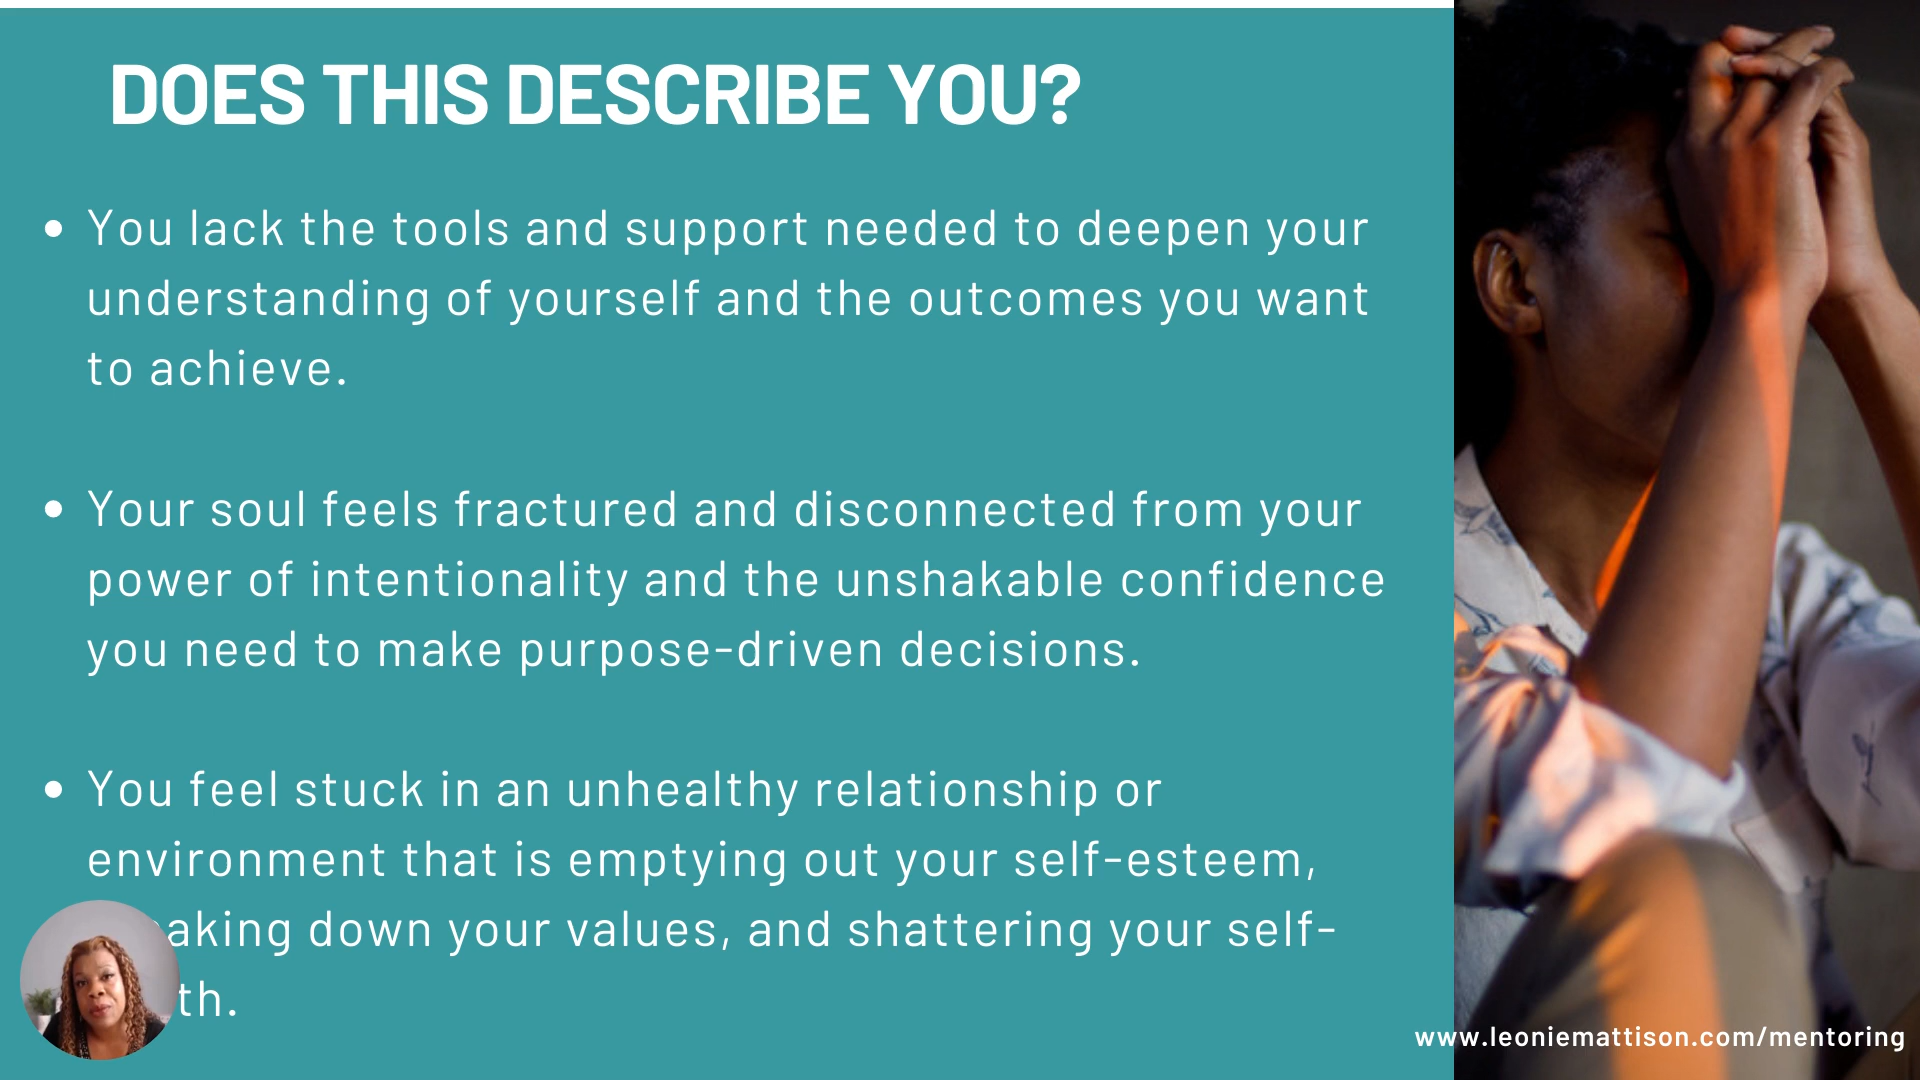 DOES THIS DESCRIBE YOU?
• You lack the tools and support needed to deepen your
understanding of yourself and the outcomes you want
to achieve.
• Your soul feels fractured and disconnected from your
power of intentionality and the unshakable confidence
you need to make purpose-driven decisions.
• You feel stuck in an unhealthy relationship or
environment that is emptying out your self-esteem,
down your values, and shattering your self-
www.leoniemattison.com/mentoring